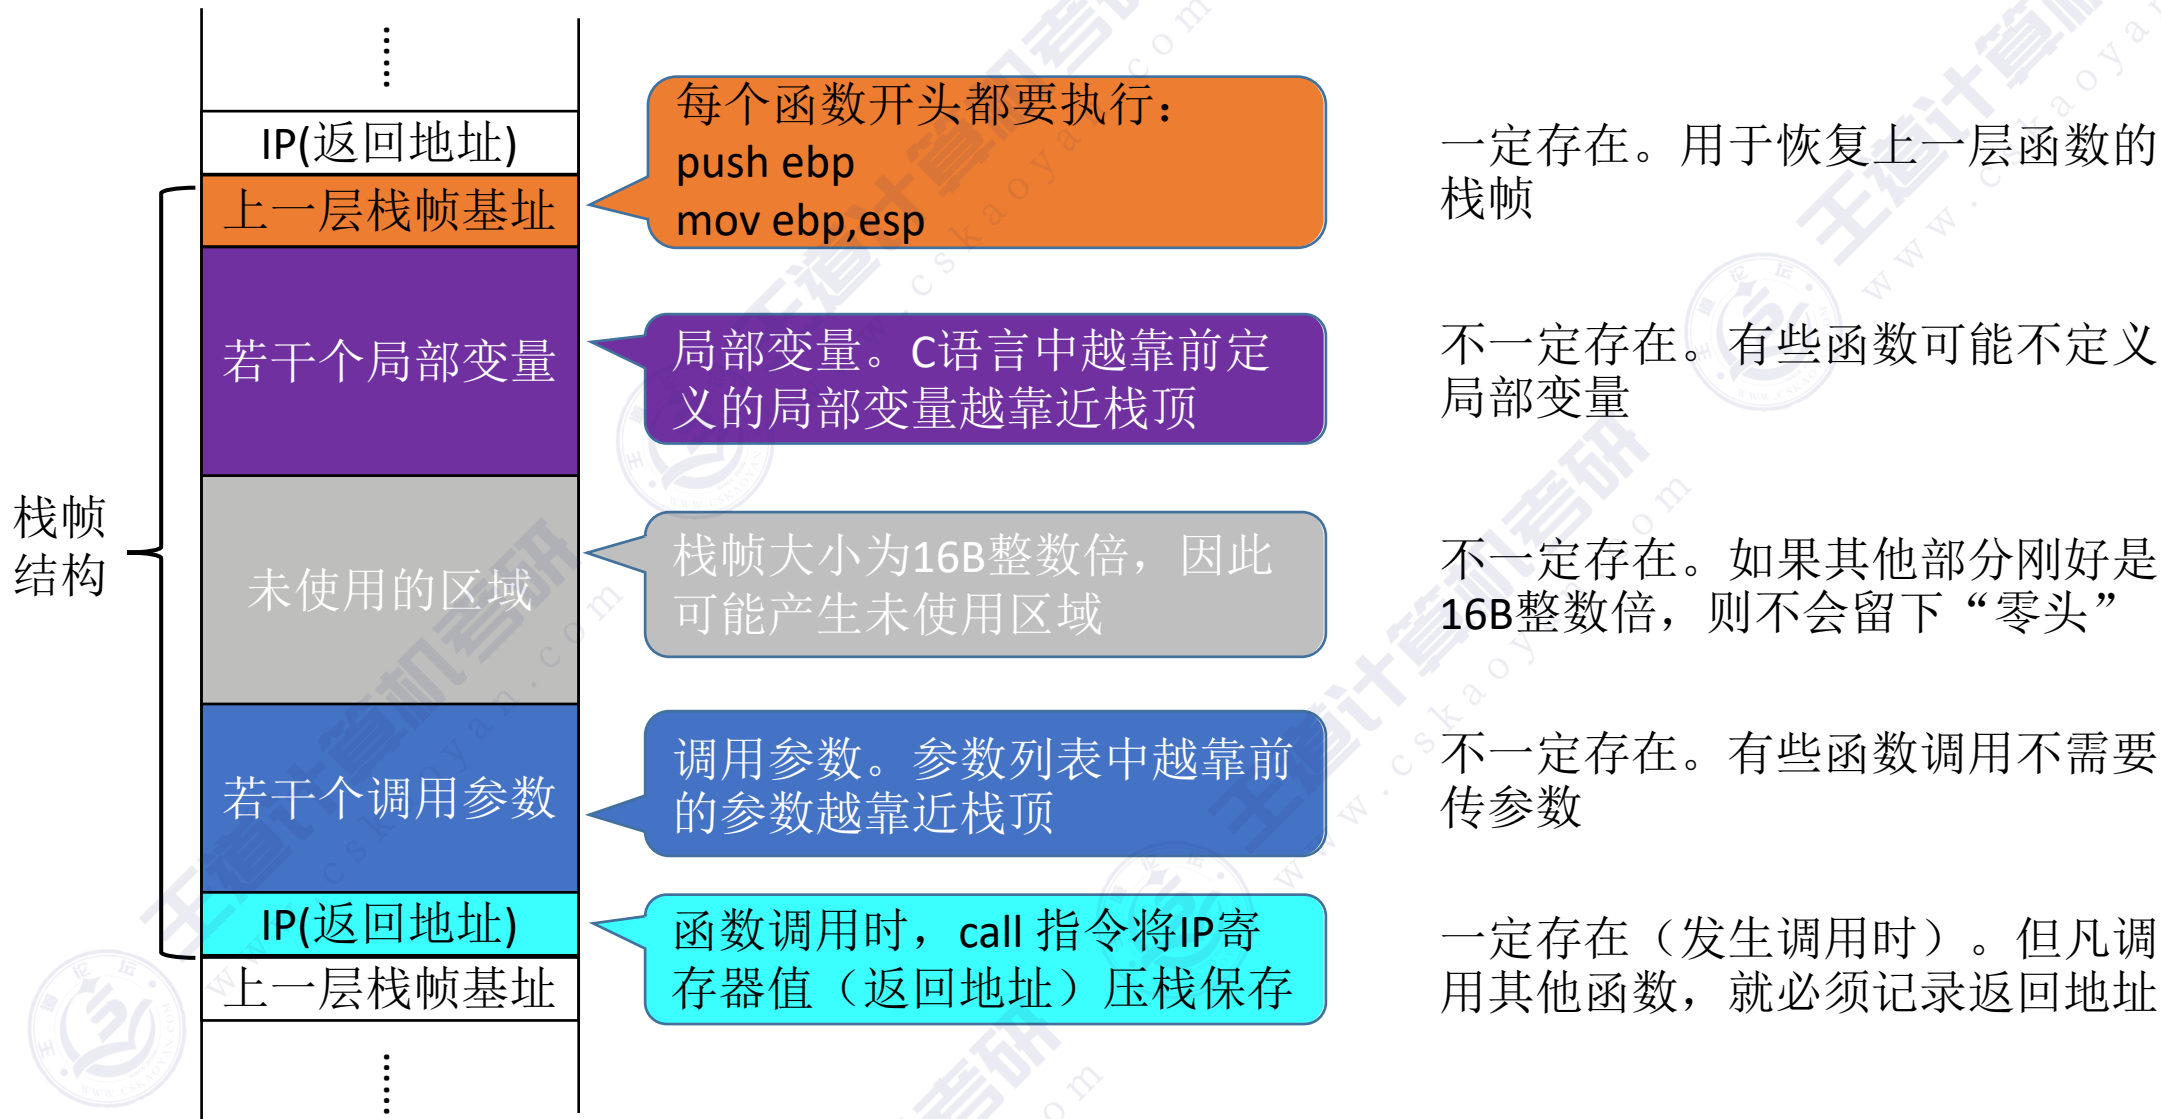 ……
IP(返回地址)
上一层栈帧基址
若干个局部变量
未使用的区域
若干个调用参数
IP(返回地址)
上一层栈帧基址
……
栈帧
结构
每个函数开头都要执行：
push ebp
mov ebp,esp
局部变量。C语言中越靠前定
义的局部变量越靠近栈顶
栈帧大小为16B整数倍，因此
可能产生未使用区域
调用参数。参数列表中越靠前
的参数越靠近栈顶
函数调用时，call 指令将IP寄
存器值（返回地址）压栈保存
一定存在。用于恢复上一层函数的
栈帧
不一定存在。有些函数可能不定义
局部变量
不一定存在。如果其他部分刚好是
16B整数倍，则不会留下“零头”
不一定存在。有些函数调用不需要
传参数
一定存在（发生调用时）。但凡调
用其他函数，就必须记录返回地址
王道计算机考研
www.cskaoyan.com